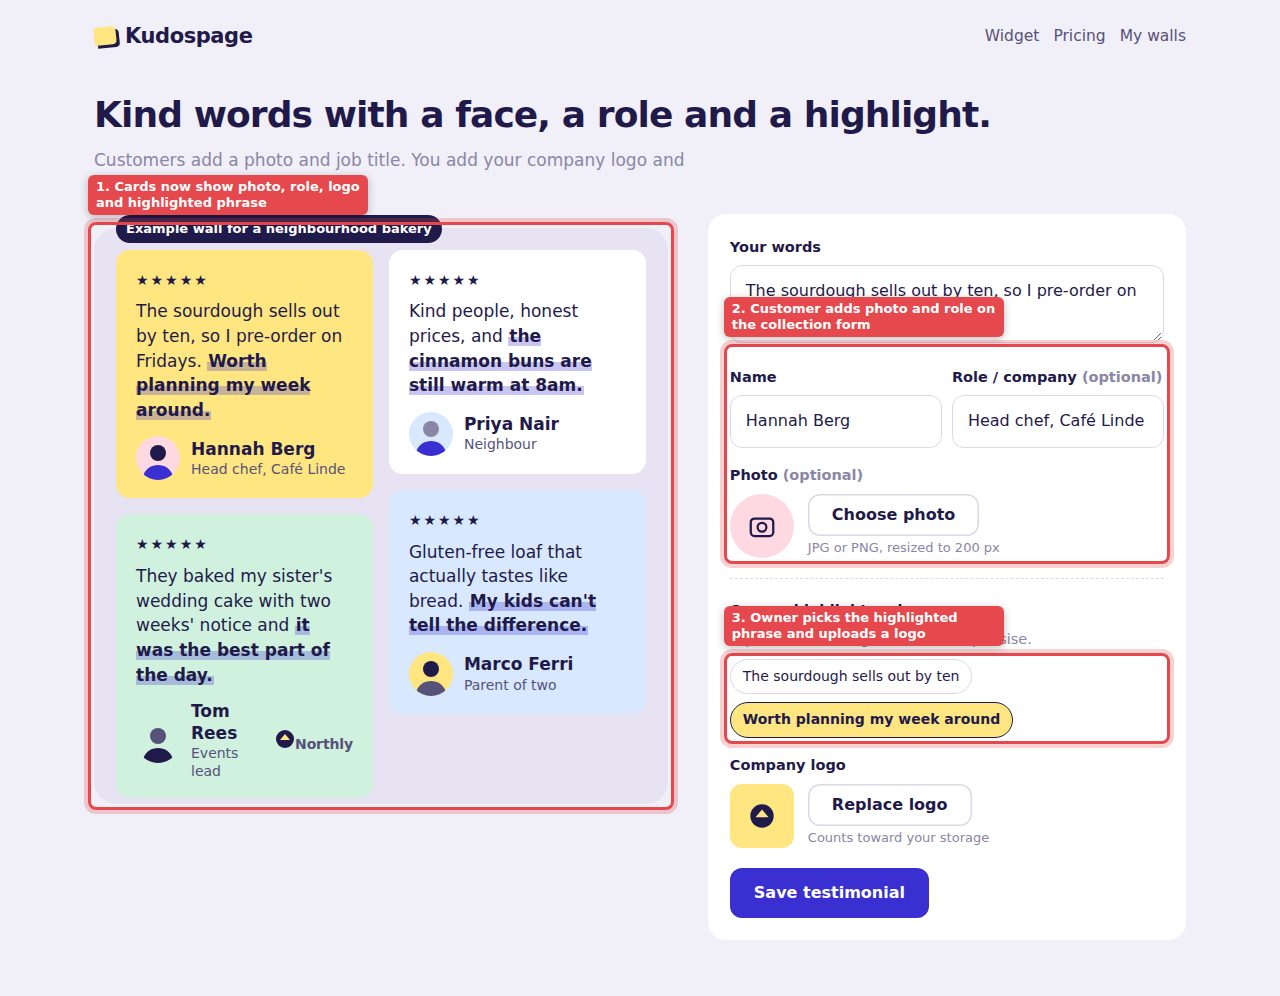 Kudospage
Widget Pricing My walls
Kind words with a face, a role and a highlight.
Customers add a photo and job title. You add your company logo and
1. Cards now show photo, role, logo
and highlighted phrase
Example wall for a neighbourhood bakery
★★★★★
The sourdough sells out
by ten, so I pre-order on
Fridays. Worth
planning my week
around.
Hannah Berg
Head chef, Café Linde
★★★★★
They baked my sister's
wedding cake with two
weeks' notice and it
was the best part of
the day.
Tom
Rees
Events
lead
Northly
★★★★★
Kind people, honest
prices, and the
cinnamon buns are
still warm at 8am.
Priya Nair
Neighbour
★★★★★
Gluten-free loaf that
actually tastes like
bread. My kids can't
tell the difference.
Marco Ferri
Parent of two
Your words
The sourdough sells out by ten, so I pre-order on
2. Customer adds photo and role on
the collection form
Name
Role / company (optional)
Hannah Berg
Head chef, Café Linde
Photo (optional)
Choose photo
JPG or PNG, resized to 200 px
3. Owner picks the highlighted
phrase and uploads a logo
The sourdough sells out by ten
Worth planning my week around
Company logo
Replace logo
Counts toward your storage
Save testimonial